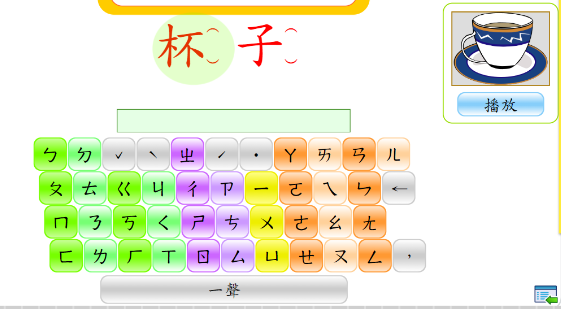 杯( )子( )
播放
ㄅ ㄉ ˇ ˋ ㄓ ˊ ˙ ㄚ ㄞ ㄢ ㄦ
ㄆ ㄊ ㄍ ㄐ ㄔ ㄗ ㄧ ㄛ ㄟ ㄣ ←
ㄇ ㄋ ㄎ ㄑ ㄕ ㄘ ㄨ ㄜ ㄠ ㄤ
ㄈ ㄌ ㄏ ㄒ ㄖ ㄙ ㄩ ㄝ ㄡ ㄥ ，
一聲